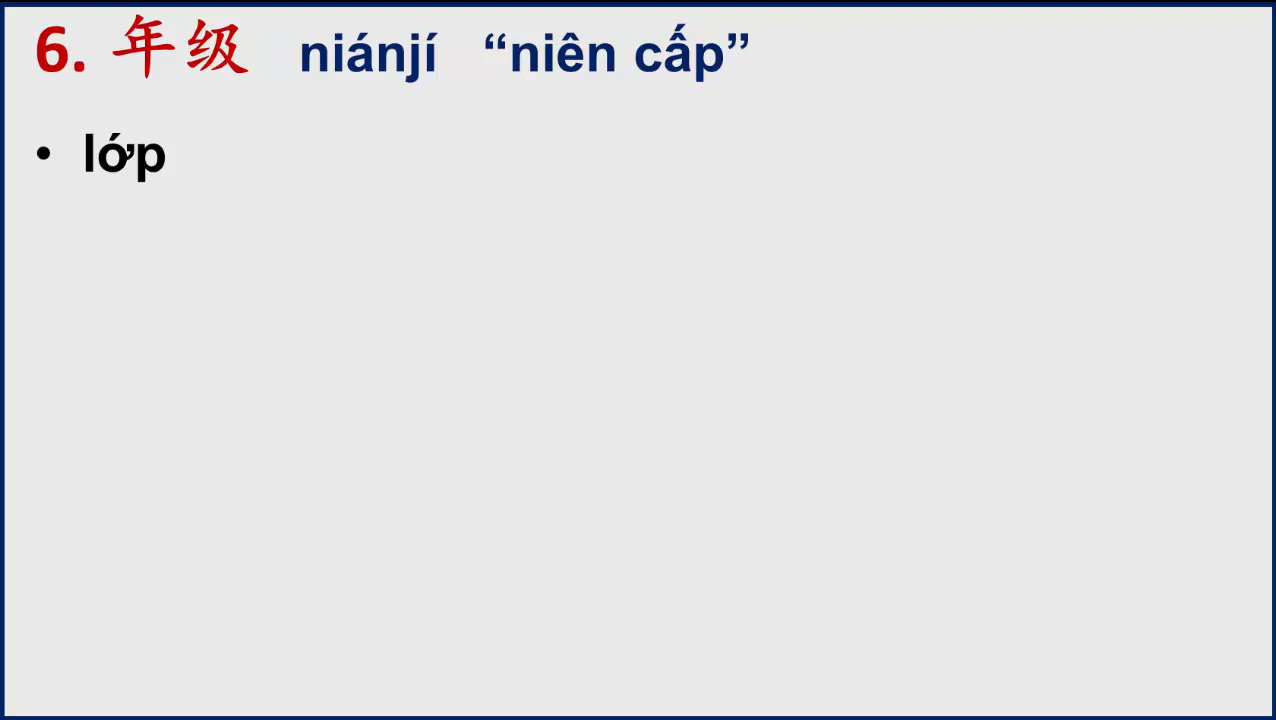 6. 年级 niánjí “niên cấp”
• lớp